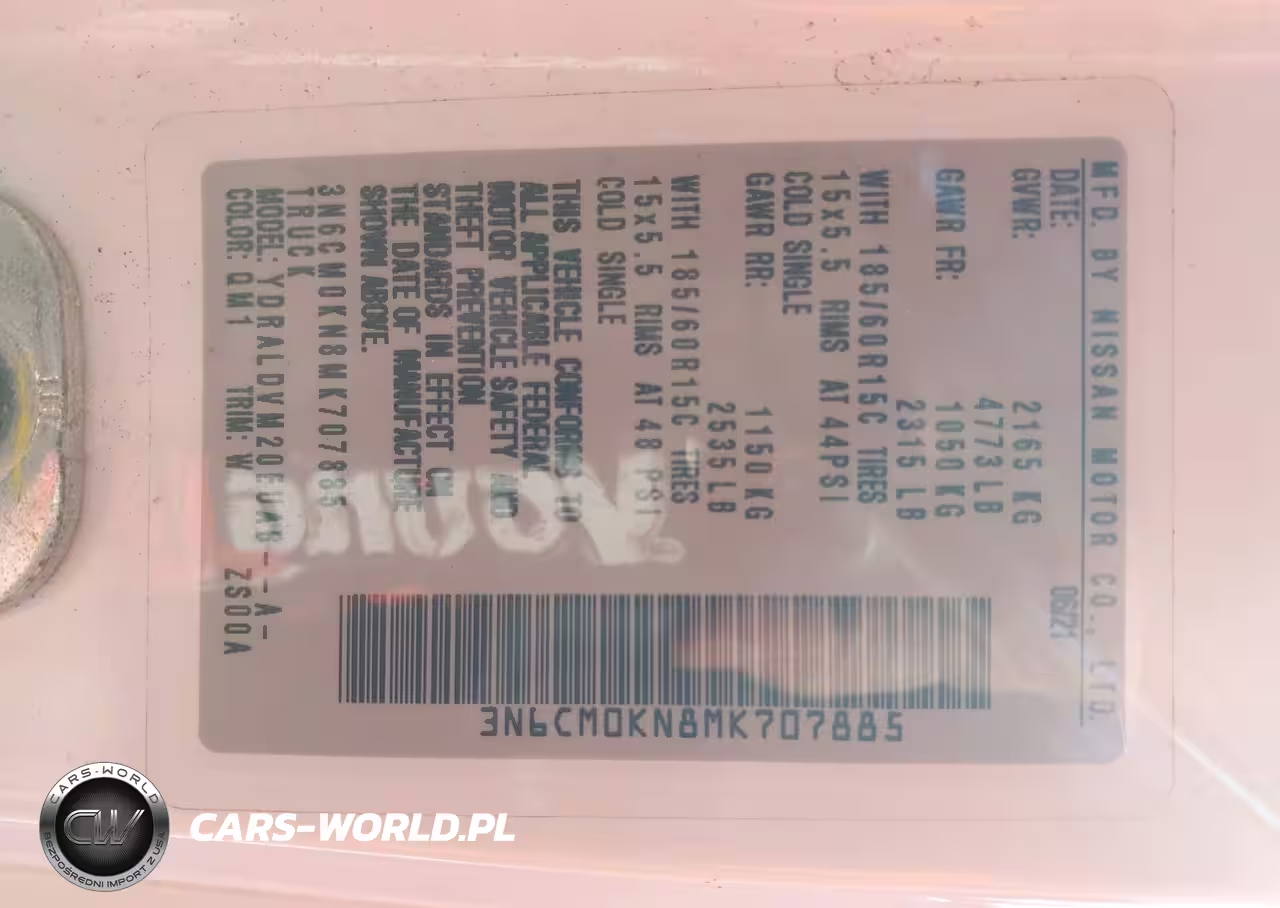 MFD. BY NISSAN MOTOR CO., LTD.
DATE: 06/21
GVWR: 2165 KG
4773 LB
GAWR FR: 1050 KG
2315 LB
WITH 185/60R15C TIRES
15x5.5 RIMS AT 44PSI
COLD SINGLE
GAWR RR: 1150 KG
2535 LB
WITH 185/60R15C TIRES
15x5.5 RIMS AT 48 PSI
COLD SINGLE
THIS VEHICLE CONFORMS TO
ALL APPLICABLE FEDERAL
MOTOR VEHICLE SAFETY AND
THEFT PREVENTION
STANDARDS IN EFFECT ON
THE DATE OF MANUFACTURE
SHOWN ABOVE.
3N6CM0KN8MK707885
TRUCK
MODEL: --A-
COLOR: QM1 TRIM: W ZS00A
3N6CM0KN8MK707885
CARS-WORLD
CW
BEZPOŚREDNI IMPORT Z USA
CARS-WORLD.PL